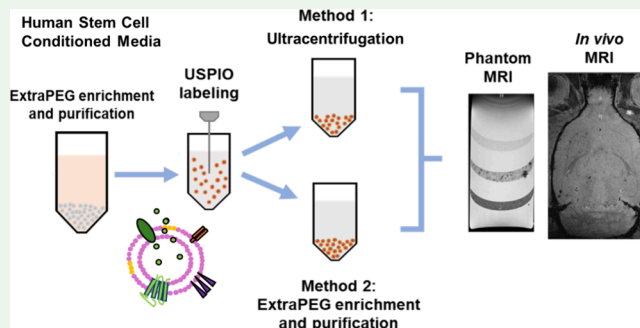 Human Stem Cell
Conditioned Media
ExtraPEG enrichment
and purification
USPIO
labeling
Method 1:
Ultracentrifugation
Method 2:
ExtraPEG enrichment
and purification
Phantom
MRI
In vivo
MRI